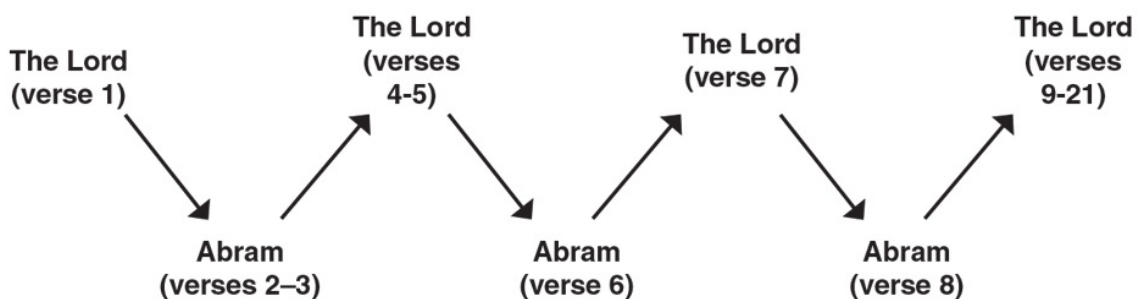 The Lord
(verse 1)
Abram
(verses 2–3)
The Lord
(verses
4-5)
Abram
(verse 6)
The Lord
(verse 7)
Abram
(verse 8)
The Lord
(verses
9-21)